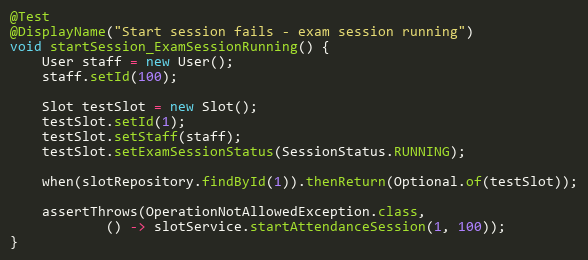 @Test
@DisplayName("Start session fails - exam session running")
void startSession_ExamSessionRunning() {
    User staff = new User();
    staff.setId(100);

    Slot testSlot = new Slot();
    testSlot.setId(1);
    testSlot.setStaff(staff);
    testSlot.setExamSessionStatus(SessionStatus.RUNNING);

    when(slotRepository.findById(1)).thenReturn(Optional.of(testSlot));

    assertThrows(OperationNotAllowedException.class,
            () -> slotService.startAttendanceSession(1, 100));
}